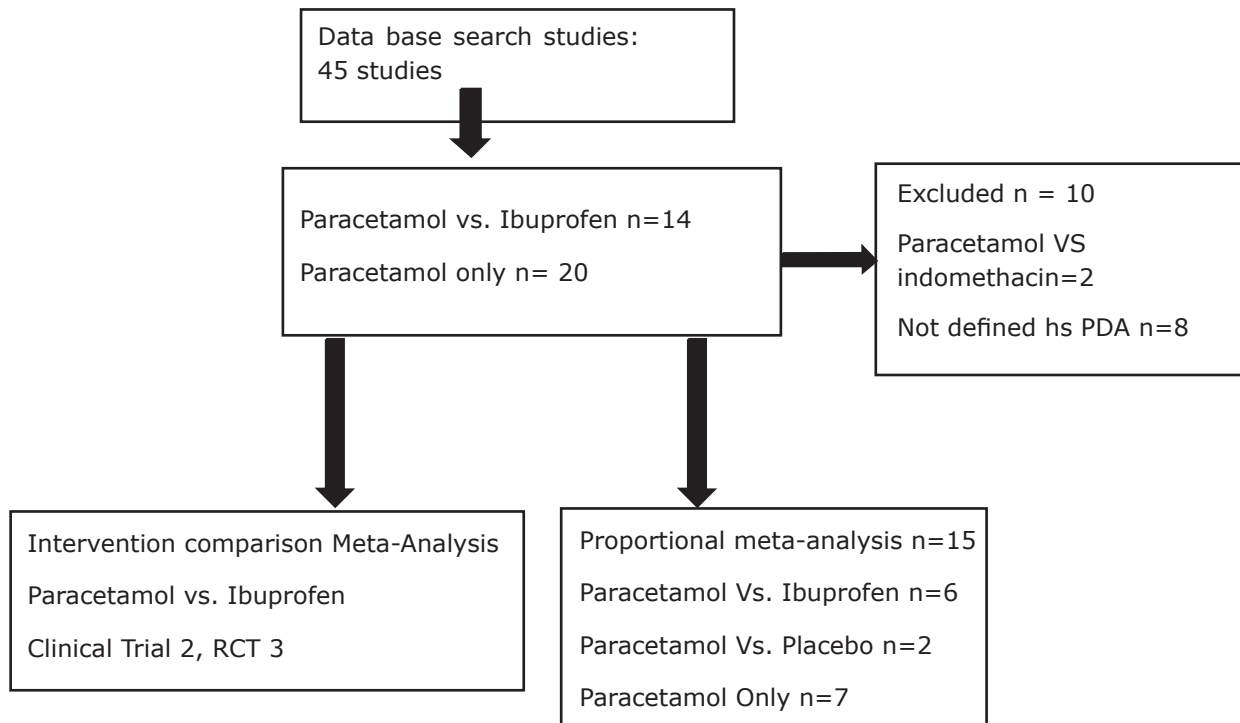 Data base search studies:
45 studies
Paracetamol vs. Ibuprofen n=14
Paracetamol only n= 20
Excluded n = 10
Paracetamol VS
indomethacin=2
Not defined hs PDA n=8
Intervention comparison Meta-Analysis
Paracetamol vs. Ibuprofen
Clinical Trial 2, RCT 3
Proportional meta-analysis n=15
Paracetamol Vs. Ibuprofen n=6
Paracetamol Vs. Placebo n=2
Paracetamol Only n=7